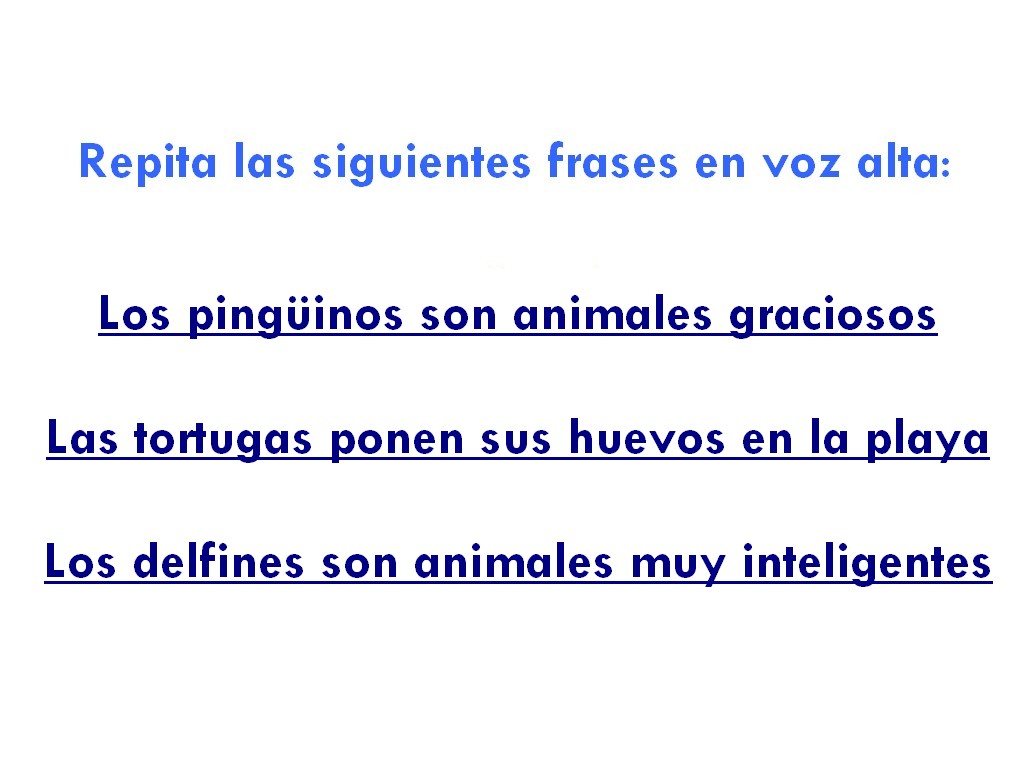 Repita las siguientes frases en voz alta:
Los pingüinos son animales graciosos
Las tortugas ponen sus huevos en la playa
Los delfines son animales muy inteligentes